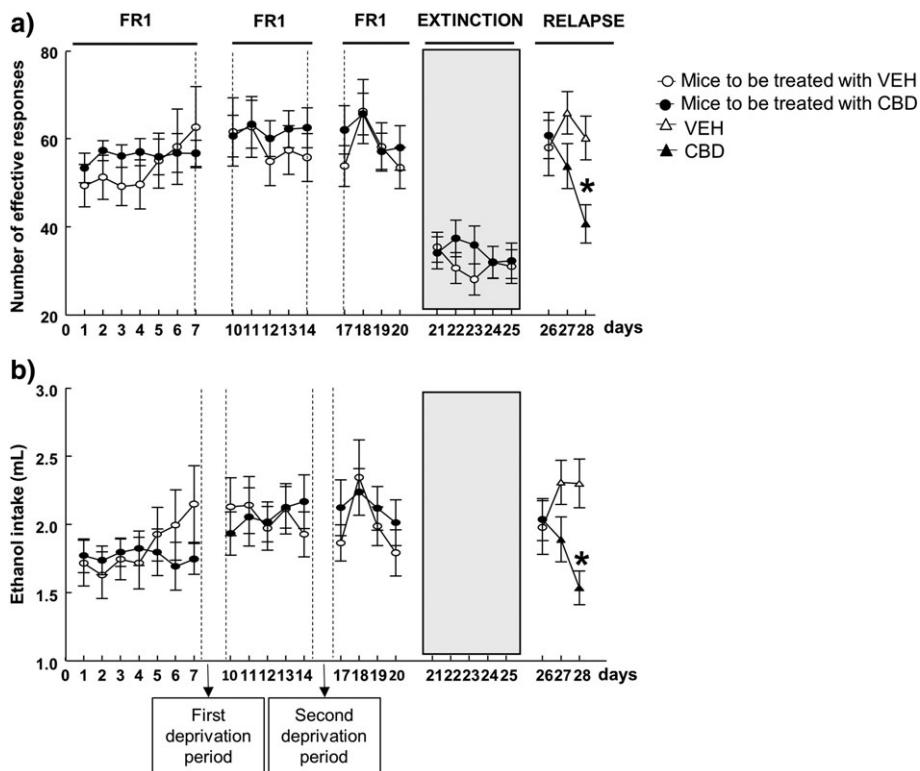 a) FR1 FR1 FR1 EXTINCTION RELAPSE
80
60
40
20
Number of effective responses
0 1 2 3 4 5 6 7 10 11 12 13 14 17 18 19 20 21 22 23 24 25 26 27 28 days
*
Mice to be treated with VEH
Mice to be treated with CBD
VEH
CBD
b)
3.0
2.5
2.0
1.5
1.0
Ethanol intake (mL)
*
0 1 2 3 4 5 6 7 10 11 12 13 14 17 18 19 20 21 22 23 24 25 26 27 28 days
First
deprivation
period
Second
deprivation
period